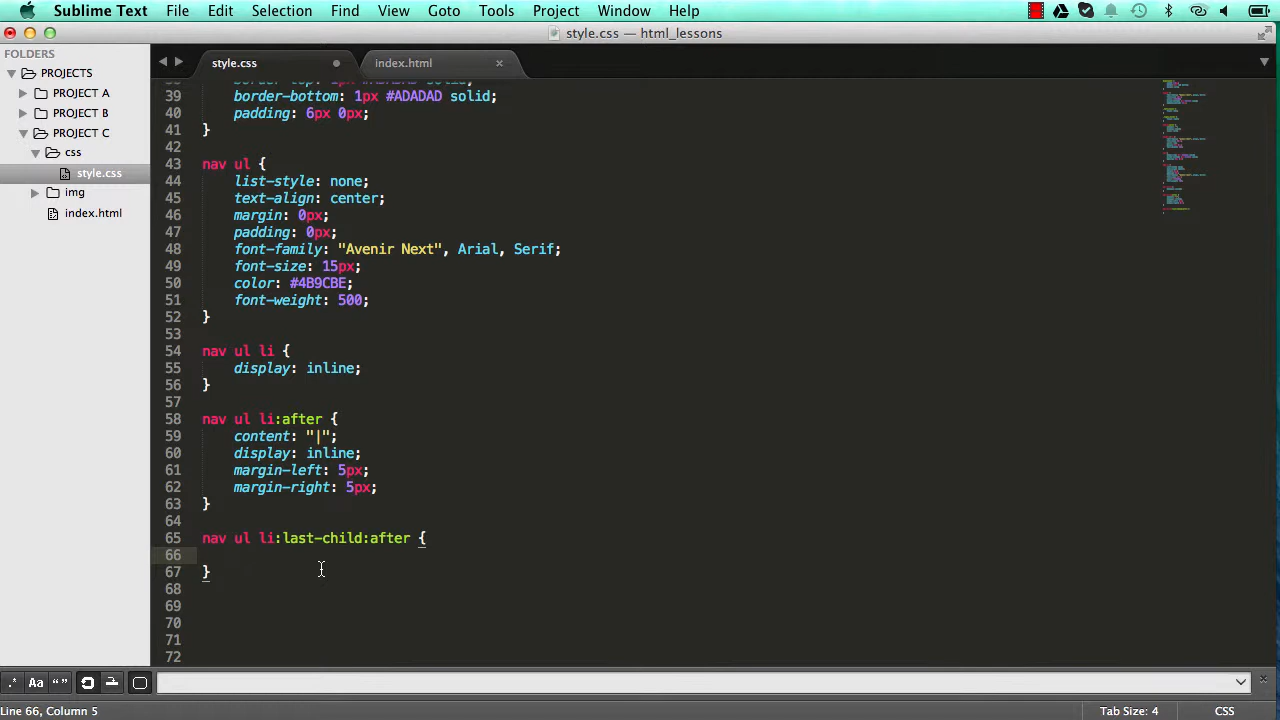 Sublime Text File Edit Selection Find View Goto Tools Project Window Help
style.css — html_lessons
FOLDERS
PROJECTS
PROJECT A
PROJECT B
PROJECT C
css
style.css
img
index.html
style.css index.html
39 border-bottom: 1px #ADADAD solid;
40 padding: 6px 0px;
41 }
42
43 nav ul {
44 list-style: none;
45 text-align: center;
46 margin: 0px;
47 padding: 0px;
48 font-family: "Avenir Next", Arial, Serif;
49 font-size: 15px;
50 color: #4B9CBE;
51 font-weight: 500;
52 }
53
54 nav ul li {
55 display: inline;
56 }
57
58 nav ul li:after {
59 content: "|";
60 display: inline;
61 margin-left: 5px;
62 margin-right: 5px;
63 }
64
65 nav ul li:last-child:after {
66
67 }
68
69
70
71
72
.* Aa “ ”
Line 66, Column 5 Tab Size: 4 CSS